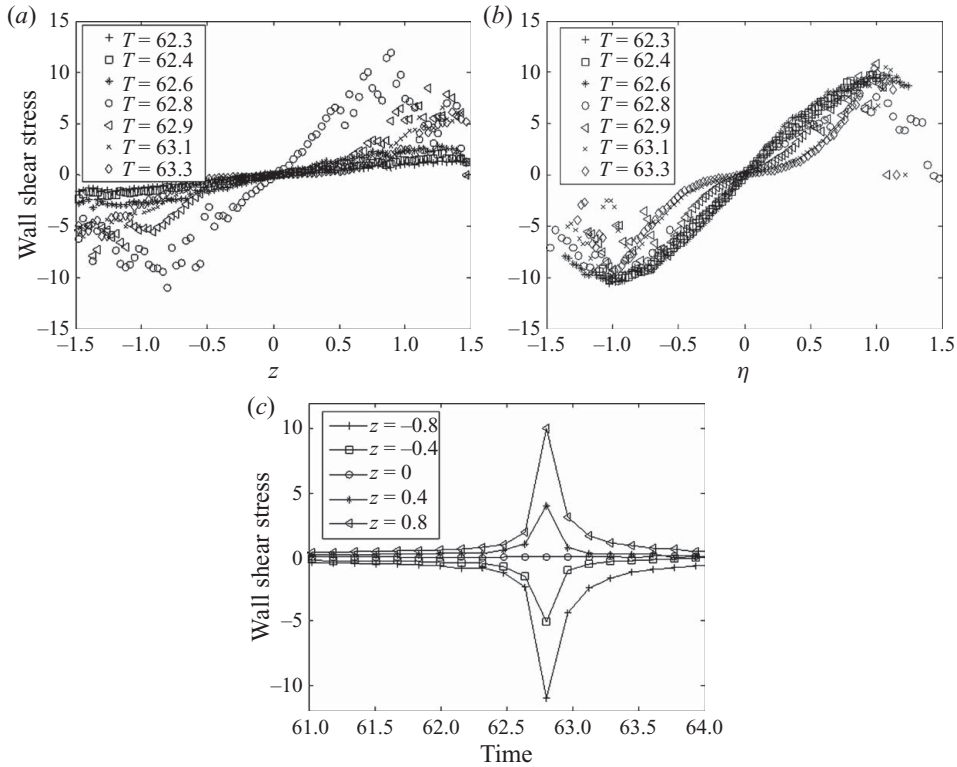 (a)
15
10
5
0
–5
–10
–15
Wall shear stress
T = 62.3
T = 62.4
T = 62.6
T = 62.8
T = 62.9
T = 63.1
T = 63.3
–1.5 –1.0 –0.5 0 0.5 1.0 1.5
z
(b)
15
10
5
0
–5
–10
–15
T = 62.3
T = 62.4
T = 62.6
T = 62.8
T = 62.9
T = 63.1
T = 63.3
–1.5 –1.0 –0.5 0 0.5 1.0 1.5
η
(c)
10
5
0
–5
–10
Wall shear stress
z = –0.8
z = –0.4
z = 0
z = 0.4
z = 0.8
61.0 61.5 62.0 62.5 63.0 63.5 64.0
Time